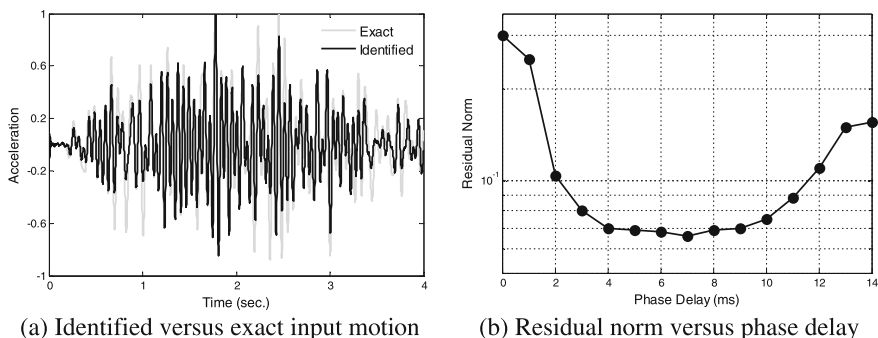 1
0.6
0.2
-0.2
-0.6
-1
Acceleration
Exact
Identified
0
1
2
3
4
Time (sec.)
(a) Identified versus exact input motion
Residual Norm
10-1
0
2
4
6
8
10
12
14
Phase Delay (ms)
(b) Residual norm versus phase delay